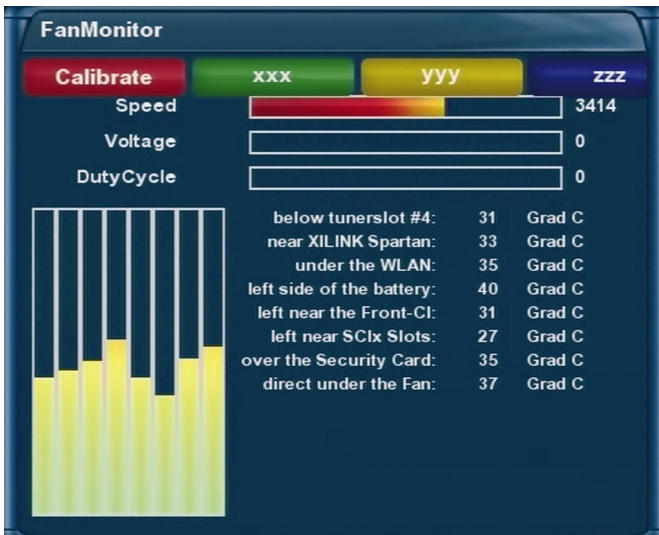 FanMonitor
Calibrate xxx yyy zzz
Speed 3414
Voltage 0
DutyCycle 0
below tunerslot #4: 31 Grad C
near XILINK Spartan: 33 Grad C
under the WLAN: 35 Grad C
left side of the battery: 40 Grad C
left near the Front-CI: 31 Grad C
left near SCIx Slots: 27 Grad C
over the Security Card: 35 Grad C
direct under the Fan: 37 Grad C